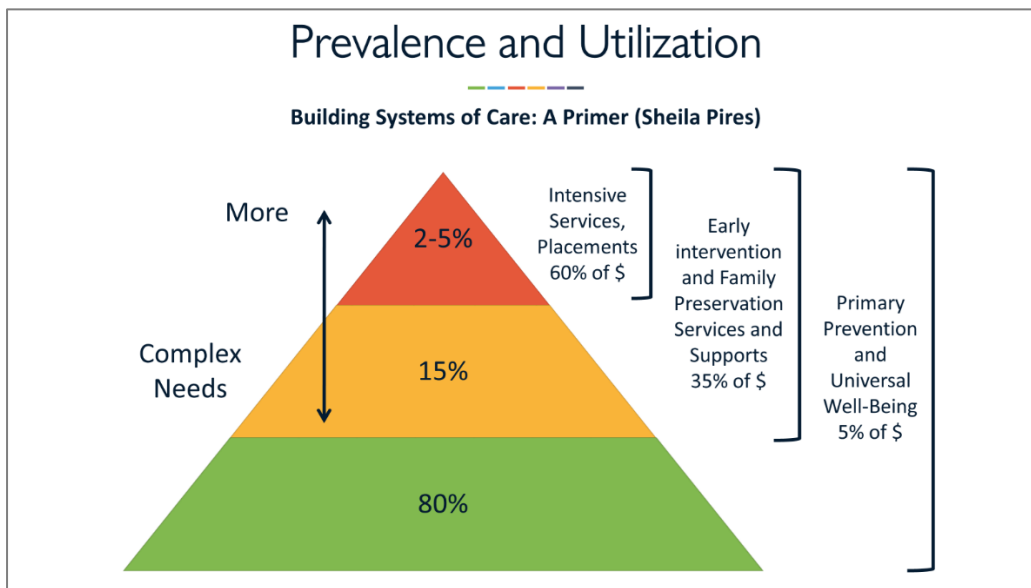 Prevalence and Utilization
Building Systems of Care: A Primer (Sheila Pires)
More
Complex
Needs
2-5%
15%
80%
Intensive
Services,
Placements
60% of $
Early
intervention
and Family
Preservation
Services and
Supports
35% of $
Primary
Prevention
and
Universal
Well-Being
5% of $